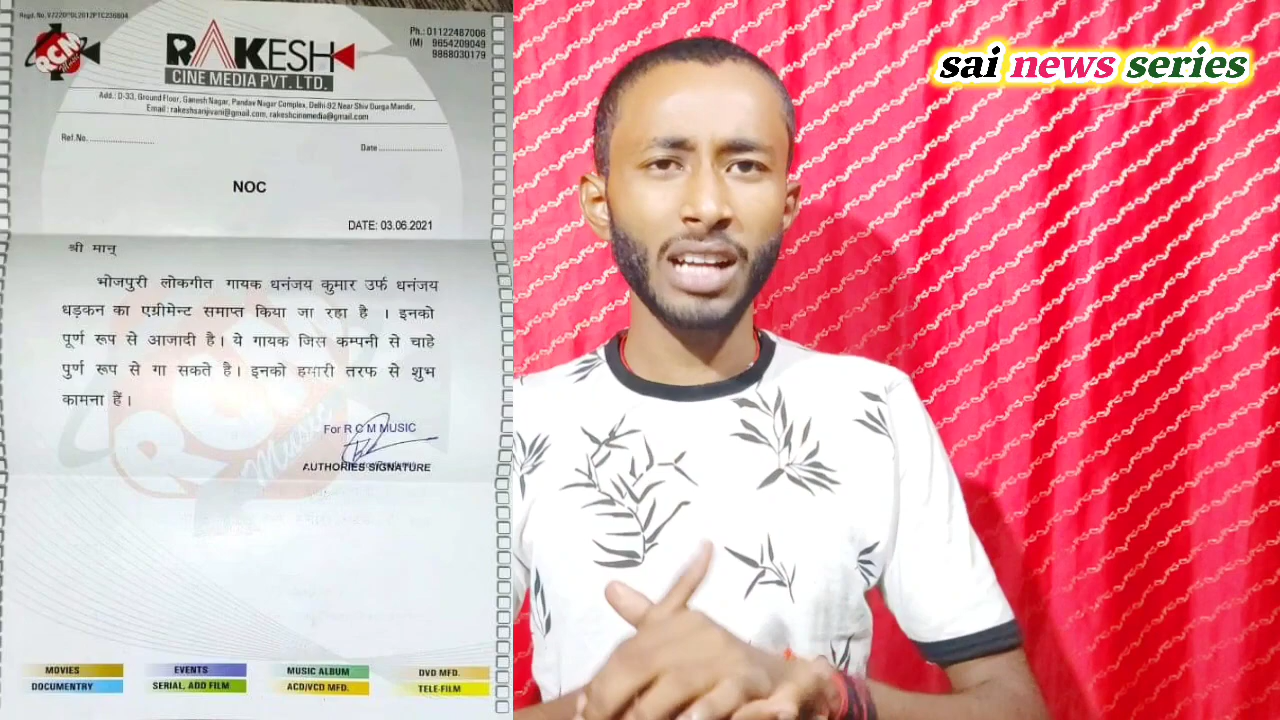 Regd. No. V7220PDL2012PTC238804
RGM
Music
RAKESH
CINE MEDIA PVT. LTD.
Ph.: 01122467006
(M) 9654209049
9868030179
Add.: D-33, Ground Floor, Ganesh Nagar, Pandav Nagar Complex, Delhi-92 Near Shiv Durga Mandir,
Email : rakeshsanjivani@gmail.com, rakeshcinemedia@gmail.com
Ref.No. ............................
Date ...........................
NOC
DATE: 03.06.2021
श्री मान्
भोजपुरी लोकगीत गायक धनंजय कुमार उर्फ धनंजय
धड़कन का एग्रीमेन्ट समाप्त किया जा रहा है । इनको
पूर्ण रूप से आजादी है। ये गायक जिस कम्पनी से चाहे
पुर्ण रूप से गा सकते है। इनको हमारी तरफ से शुभ
कामना हैं।
For R C M MUSIC
AUTHORIES SIGNATURE
MOVIES
EVENTS
MUSIC ALBUM
DVD MFD.
DOCUMENTRY
SERIAL, ADD FILM
ACD/VCD MFD.
TELE-FILM
sai news series